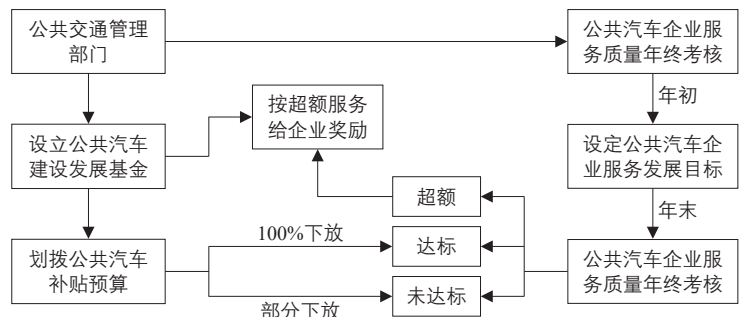 公共交通管理
部门
公共汽车企业服
务质量年终考核
年初
按超额服务
给企业奖励
设立公共汽车
建设发展基金
设定公共汽车企
业服务发展目标
超额
年末
100%下放
达标
划拨公共汽车
补贴预算
公共汽车企业服
务质量年终考核
未达标
部分下放